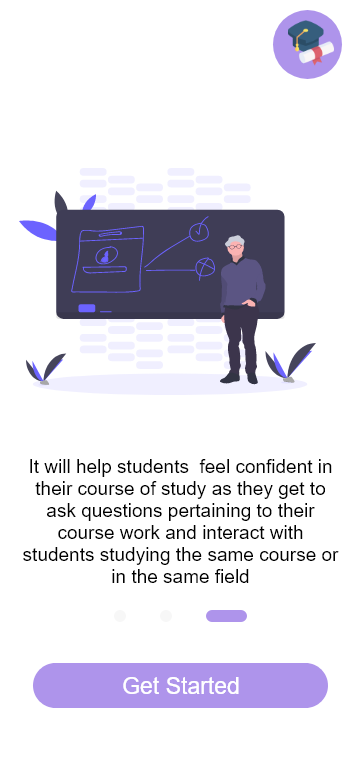 It will help students  feel confident in
their course of study as they get to
ask questions pertaining to their
course work and interact with
students studying the same course or
in the same field
Get Started